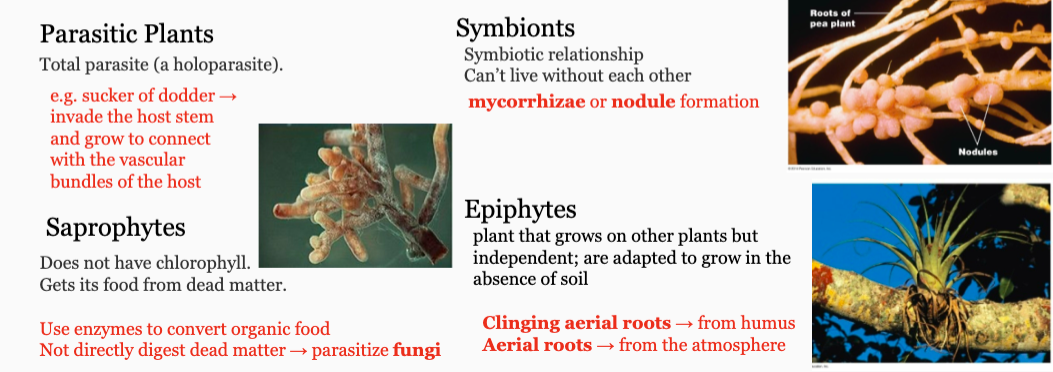 Parasitic Plants
Total parasite (a holoparasite).
e.g. sucker of dodder →
invade the host stem
and grow to connect
with the vascular
bundles of the host
Saprophytes
Does not have chlorophyll.
Gets its food from dead matter.
Use enzymes to convert organic food
Not directly digest dead matter → parasitize fungi
Symbionts
Symbiotic relationship
Can’t live without each other
mycorrhizae or nodule formation
Roots of
pea plant
Nodules
Epiphytes
plant that grows on other plants but
independent; are adapted to grow in the
absence of soil
Clinging aerial roots → from humus
Aerial roots → from the atmosphere